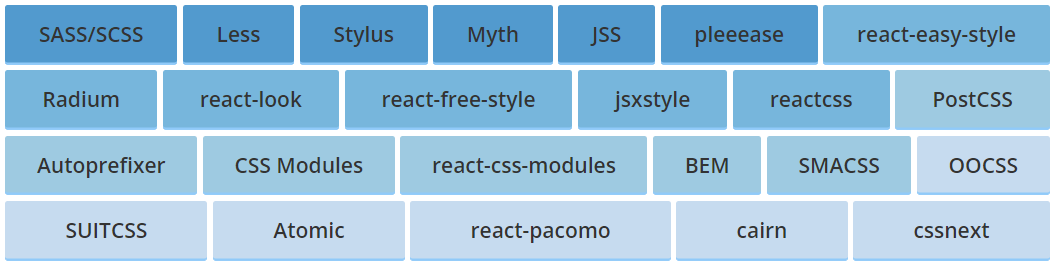 SASS/SCSS Less Stylus Myth JSS pleeease react-easy-style
Radium react-look react-free-style jsxstyle reactcss PostCSS
Autoprefixer CSS Modules react-css-modules BEM SMACSS OOCSS
SUITCSS Atomic react-pacomo cairn cssnext